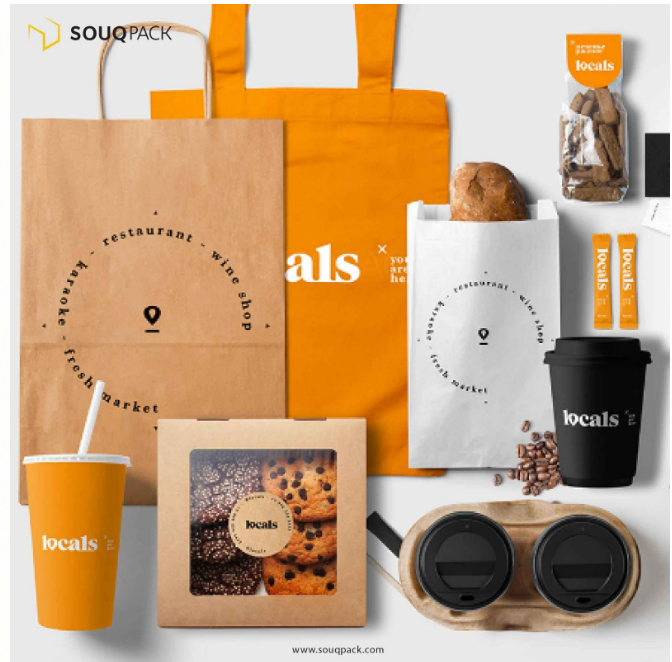 SOUQPACK
locals
restaurant - wine shop
karaoke - fresh market
als
×
you
are
he
restaurant - wine shop
karaoke - fresh market
locals
locals
locals
locals
locals
www.souqpack.com